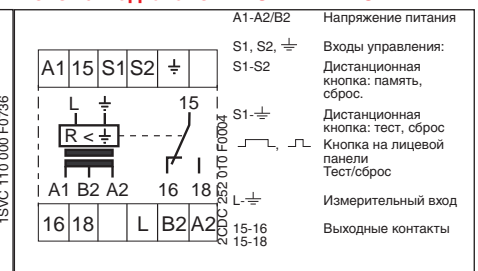 1SVC 110 000 F0736
A1 15 S1 S2
L 15
R <
A1 B2 A2 16 18
16 18 L B2 A2
2CDC 252 010 F0004
A1-A2/B2 Напряжение питания
S1, S2, ⏚ Входы управления:
S1-S2 Дистанционная
кнопка: память,
сброс.
S1-⏚ Дистанционная
кнопка: тест, сброс
Кнопка на лицевой
панели
Тест/сброс
L-⏚ Измерительный вход
15-16 Выходные контакты
15-18